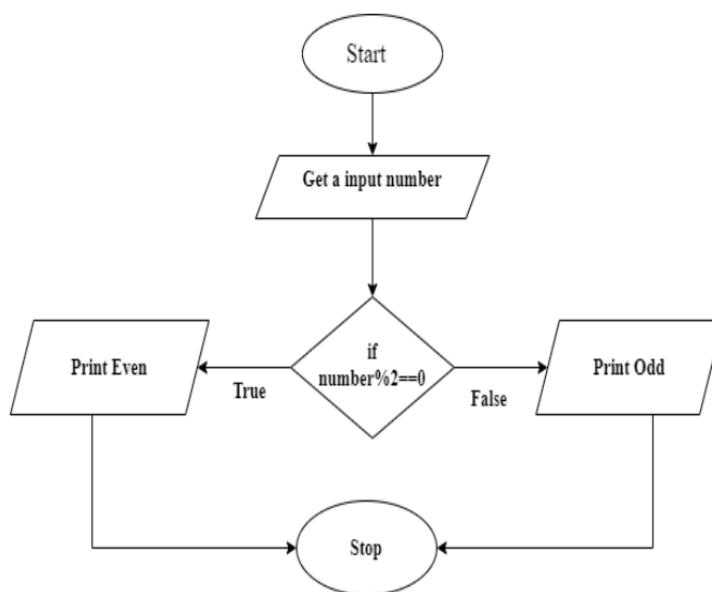 Start
Get a input number
if
number%2==0
Print Even
True
False
Print Odd
Stop